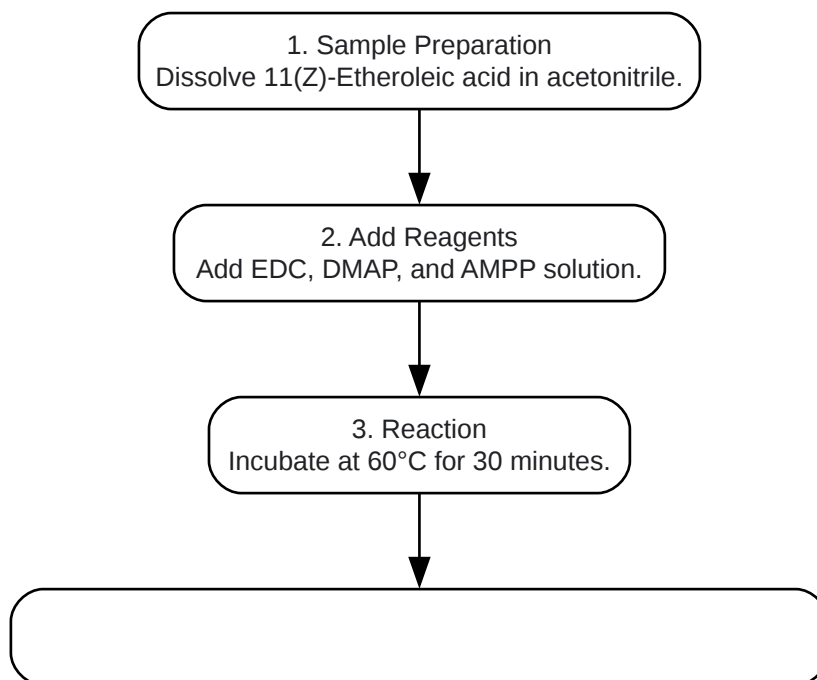 1. Sample Preparation
Dissolve 11(Z)-Etheroleic acid in acetonitrile.
2. Add Reagents
Add EDC, DMAP, and AMPP solution.
3. Reaction
Incubate at 60°C for 30 minutes.